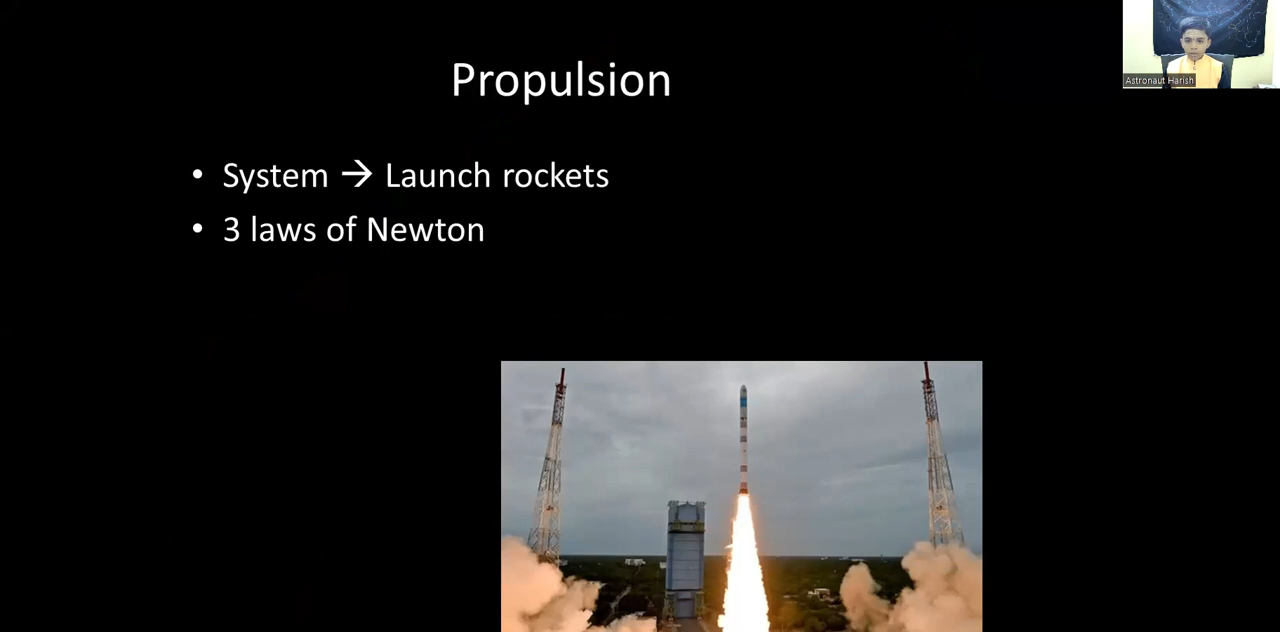 Propulsion
• System → Launch rockets
• 3 laws of Newton
Astronaut Harish